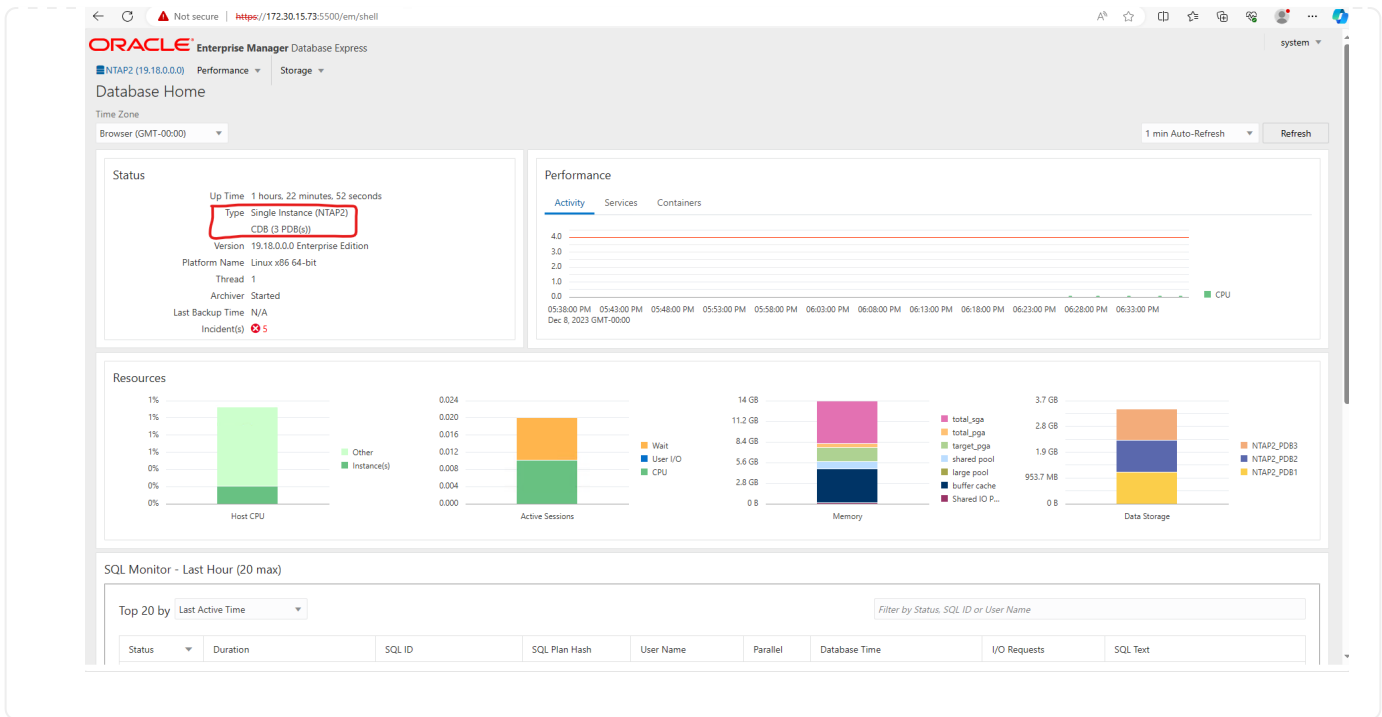 Not secure https://172.30.15.73:5500/em/shell
ORACLE Enterprise Manager Database Express
system
NTAP2 (19.18.0.0.0) Performance Storage
Database Home
Time Zone
Browser (GMT-00:00)
1 min Auto-Refresh Refresh
Status
Up Time 1 hours, 22 minutes, 52 seconds
Type Single Instance (NTAP2)
CDB (3 PDB(s))
Version 19.18.0.0.0 Enterprise Edition
Platform Name Linux x86 64-bit
Thread 1
Archiver Started
Last Backup Time N/A
Incident(s) 5
Performance
Activity Services Containers
4.0
3.0
2.0
1.0
0.0
CPU
05:38:00 PM 05:43:00 PM 05:48:00 PM 05:53:00 PM 05:58:00 PM 06:03:00 PM 06:08:00 PM 06:13:00 PM 06:18:00 PM 06:23:00 PM 06:28:00 PM 06:33:00 PM
Dec 8, 2023 GMT-00:00
Resources
1%
1%
1%
1%
0%
0%
0%
Other
Instance(s)
Host CPU
0.024
0.020
0.016
0.012
0.008
0.004
0.000
Wait
User I/O
CPU
Active Sessions
14 GB
11.2 GB
8.4 GB
5.6 GB
2.8 GB
0 B
total_sga
total_pga
target_pga
shared pool
large pool
buffer cache
Shared IO P...
Memory
3.7 GB
2.8 GB
1.9 GB
953.7 MB
0 B
NTAP2_PDB3
NTAP2_PDB2
NTAP2_PDB1
Data Storage
SQL Monitor - Last Hour (20 max)
Top 20 by Last Active Time
Filter by Status, SQL ID or User Name
Status Duration SQL ID SQL Plan Hash User Name Parallel Database Time I/O Requests SQL Text